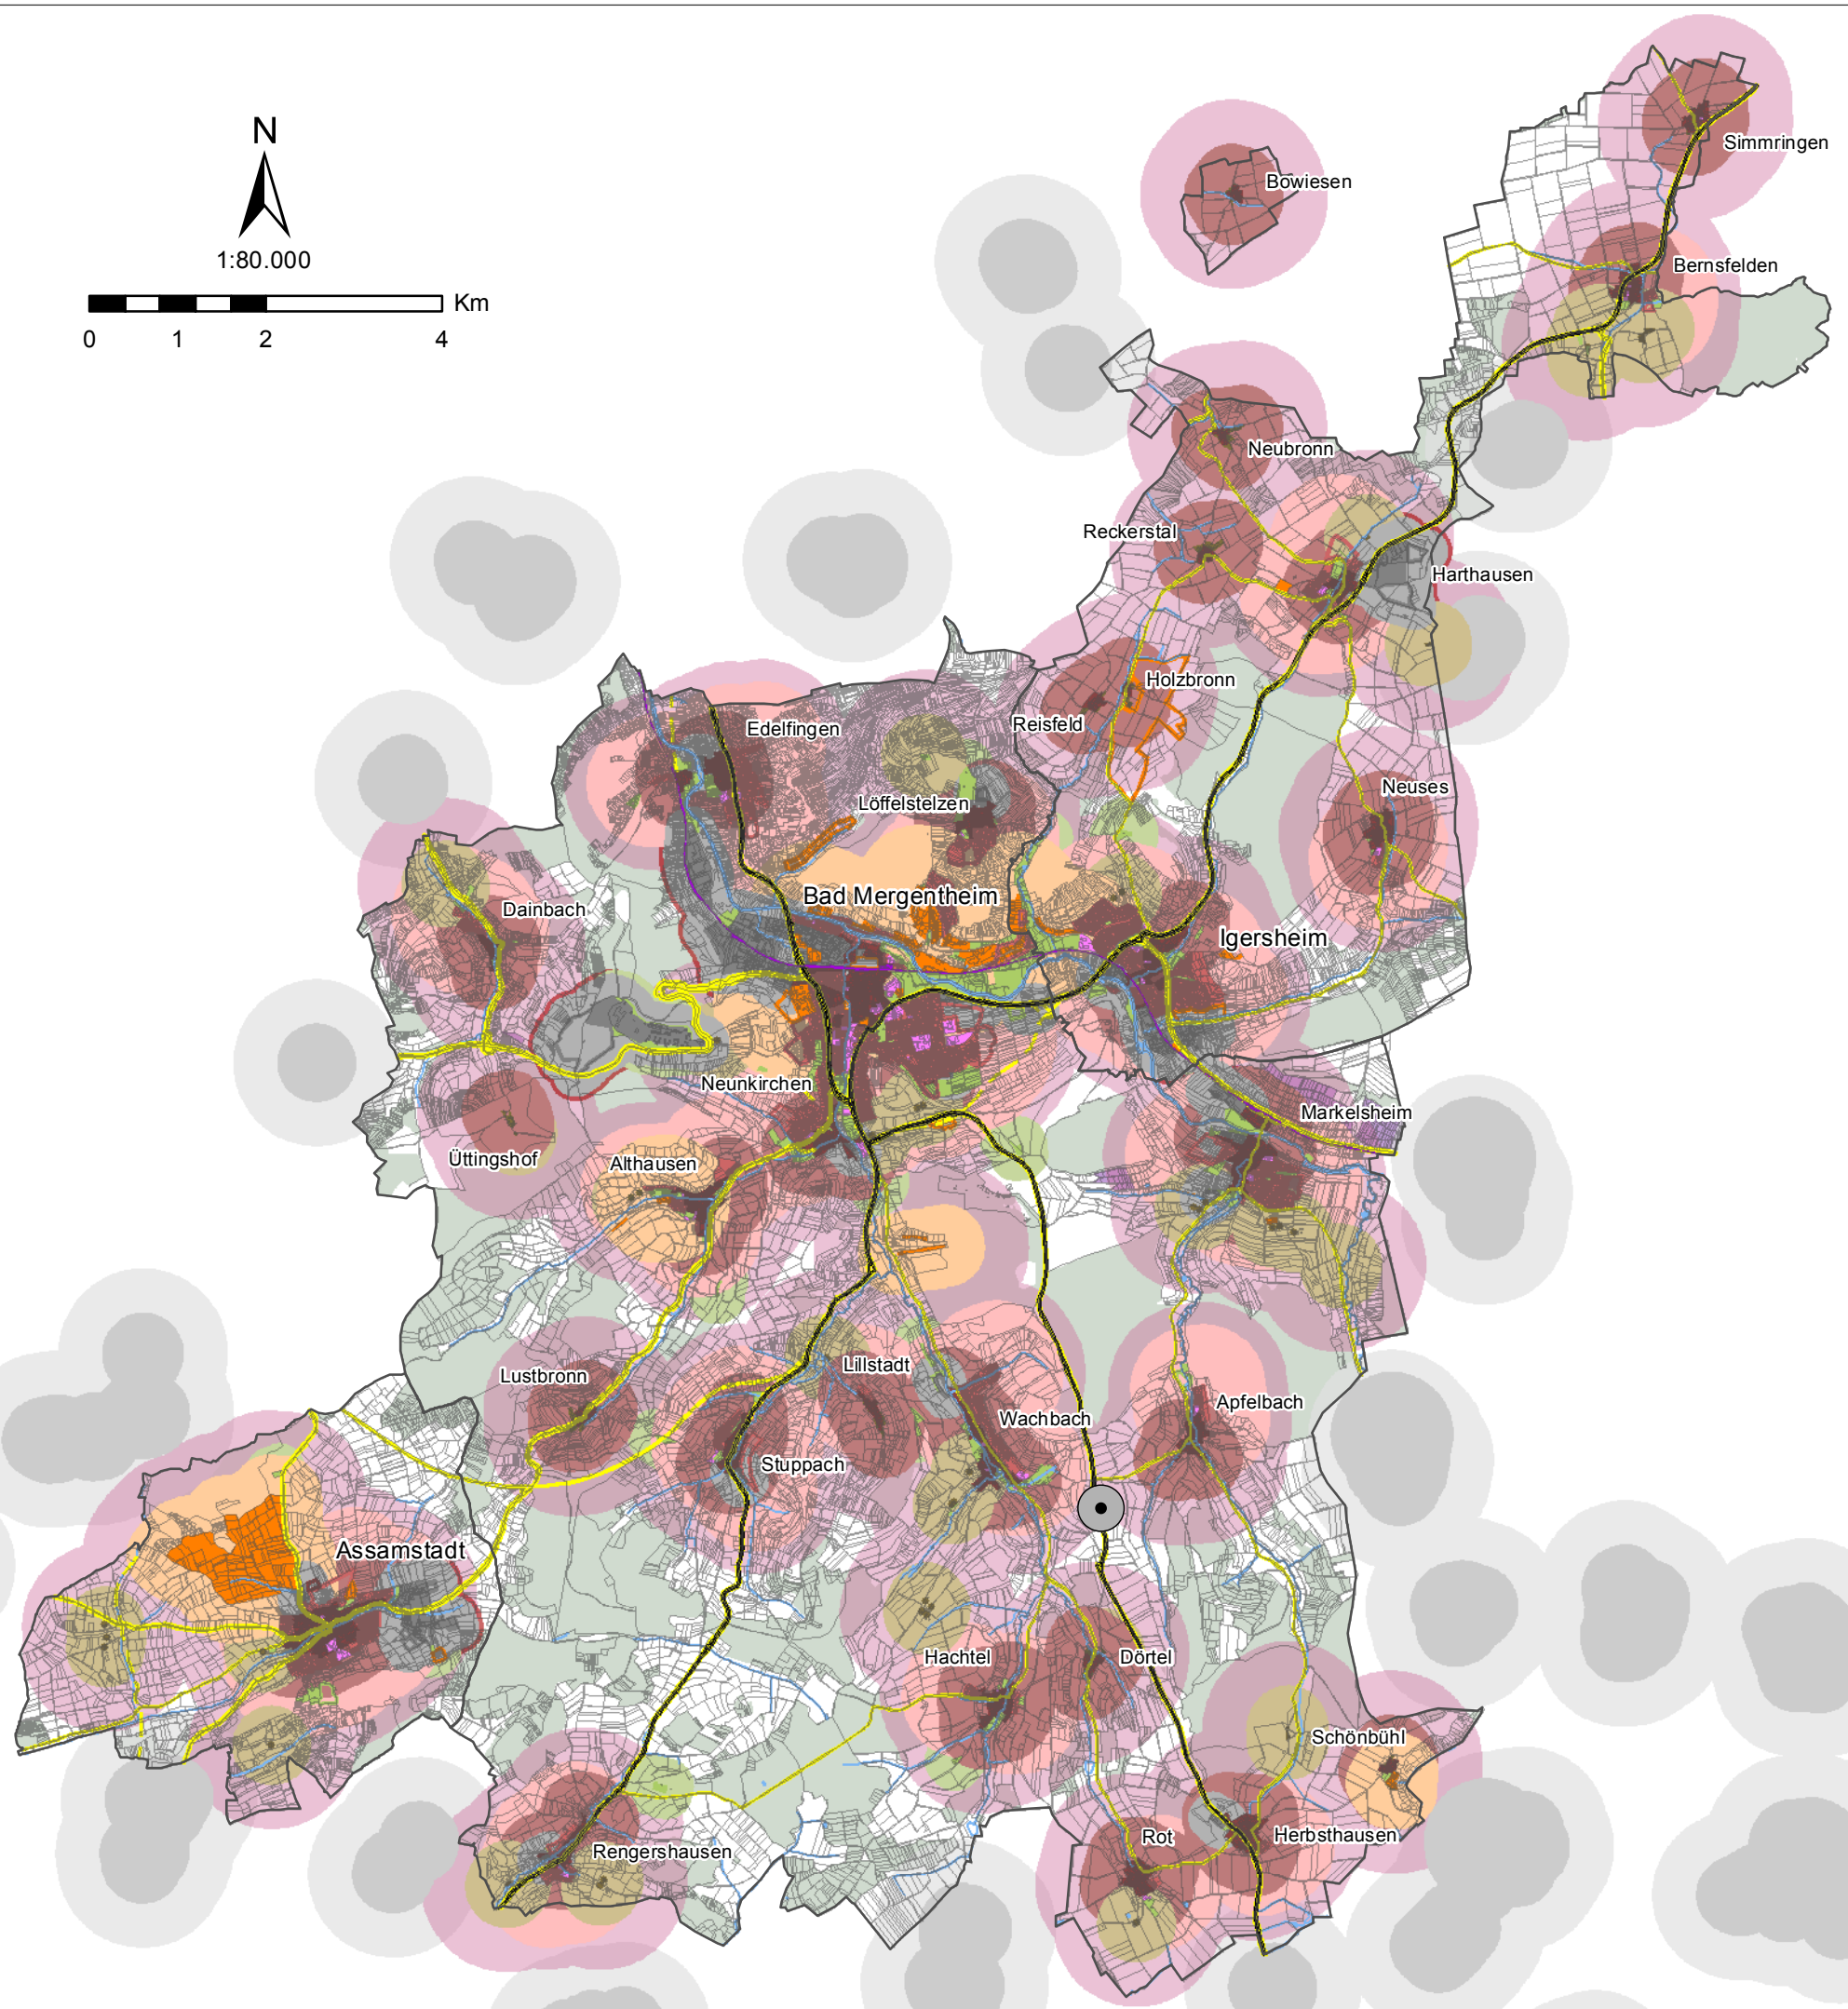 N
1:80.000
Km
0 1 2 4
Simmringen
Bowiesen
Bernsfelden
Neubronn
Reckerstal
Harthausen
Holzbronn
Reisfeld
Edelfingen
Neuses
Löffelstelzen
Bad Mergentheim
Dainbach
Igersheim
Neunkirchen
Markelsheim
Üttingshof
Althausen
Lillstadt
Lustbronn
Apfelbach
Wachbach
Stuppach
Assamstadt
Hachtel
Dörtel
Schönbühl
Rot
Herbsthausen
Rengershausen